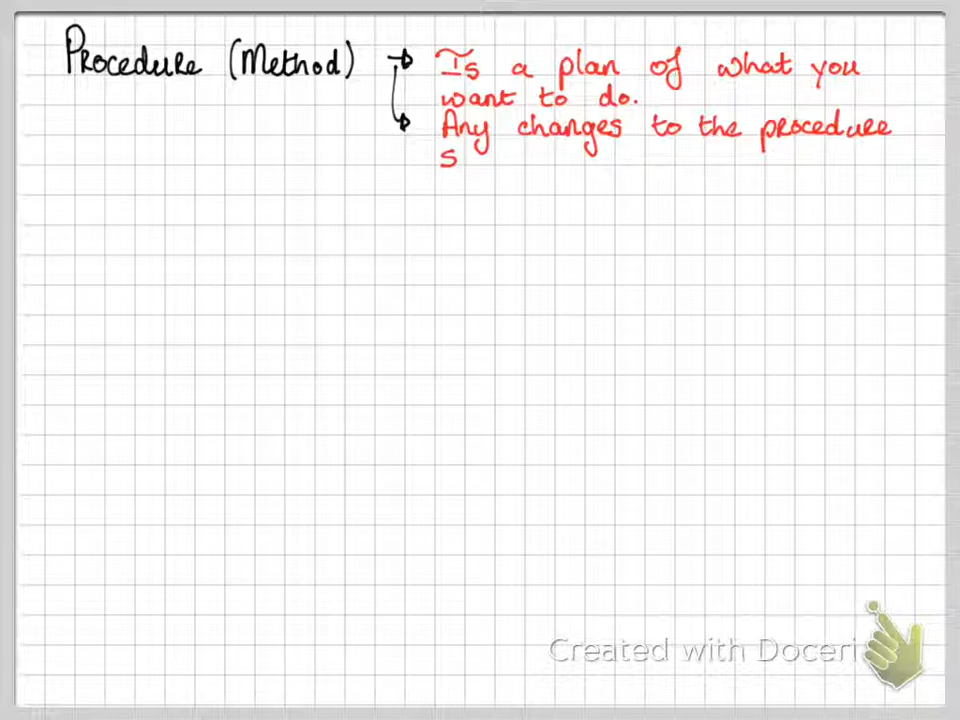 Procedure (Method) → Is a plan of what you
want to do.
→ Any changes to the procedure
s
Created with Doceri